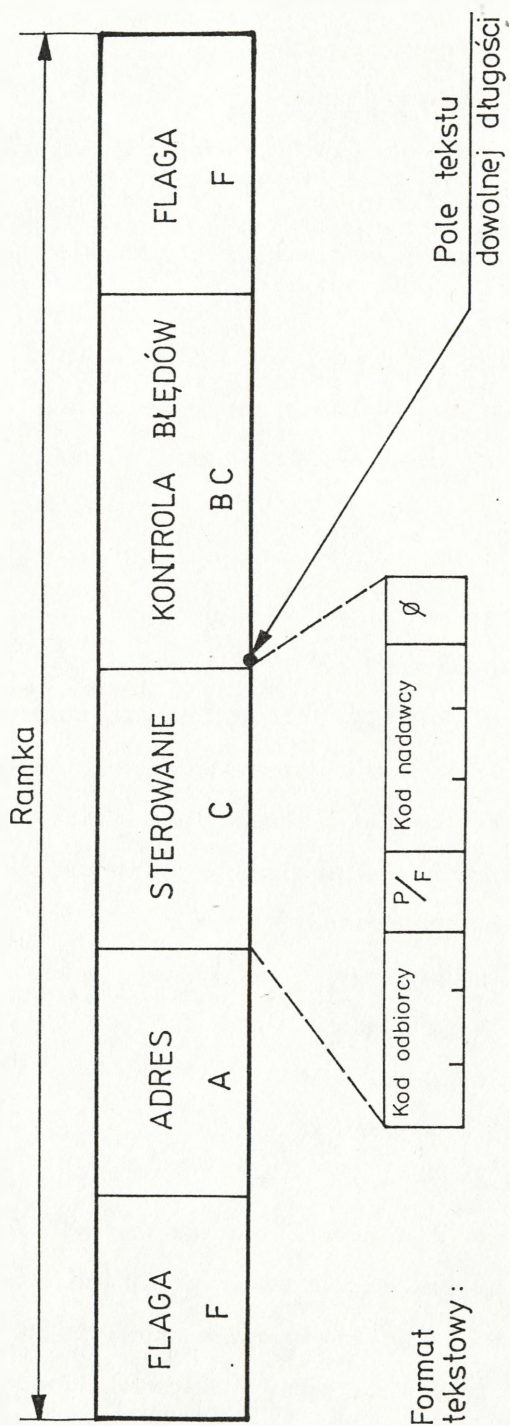 Ramka
FLAGA
F
ADRES
A
STEROWANIE
C
KONTROLA BŁĘDÓW
BC
FLAGA
F
Format
tekstowy:
Kod odbiorcy
P/F
Kod nadawcy
Ø
Pole tekstu
dowolnej długości